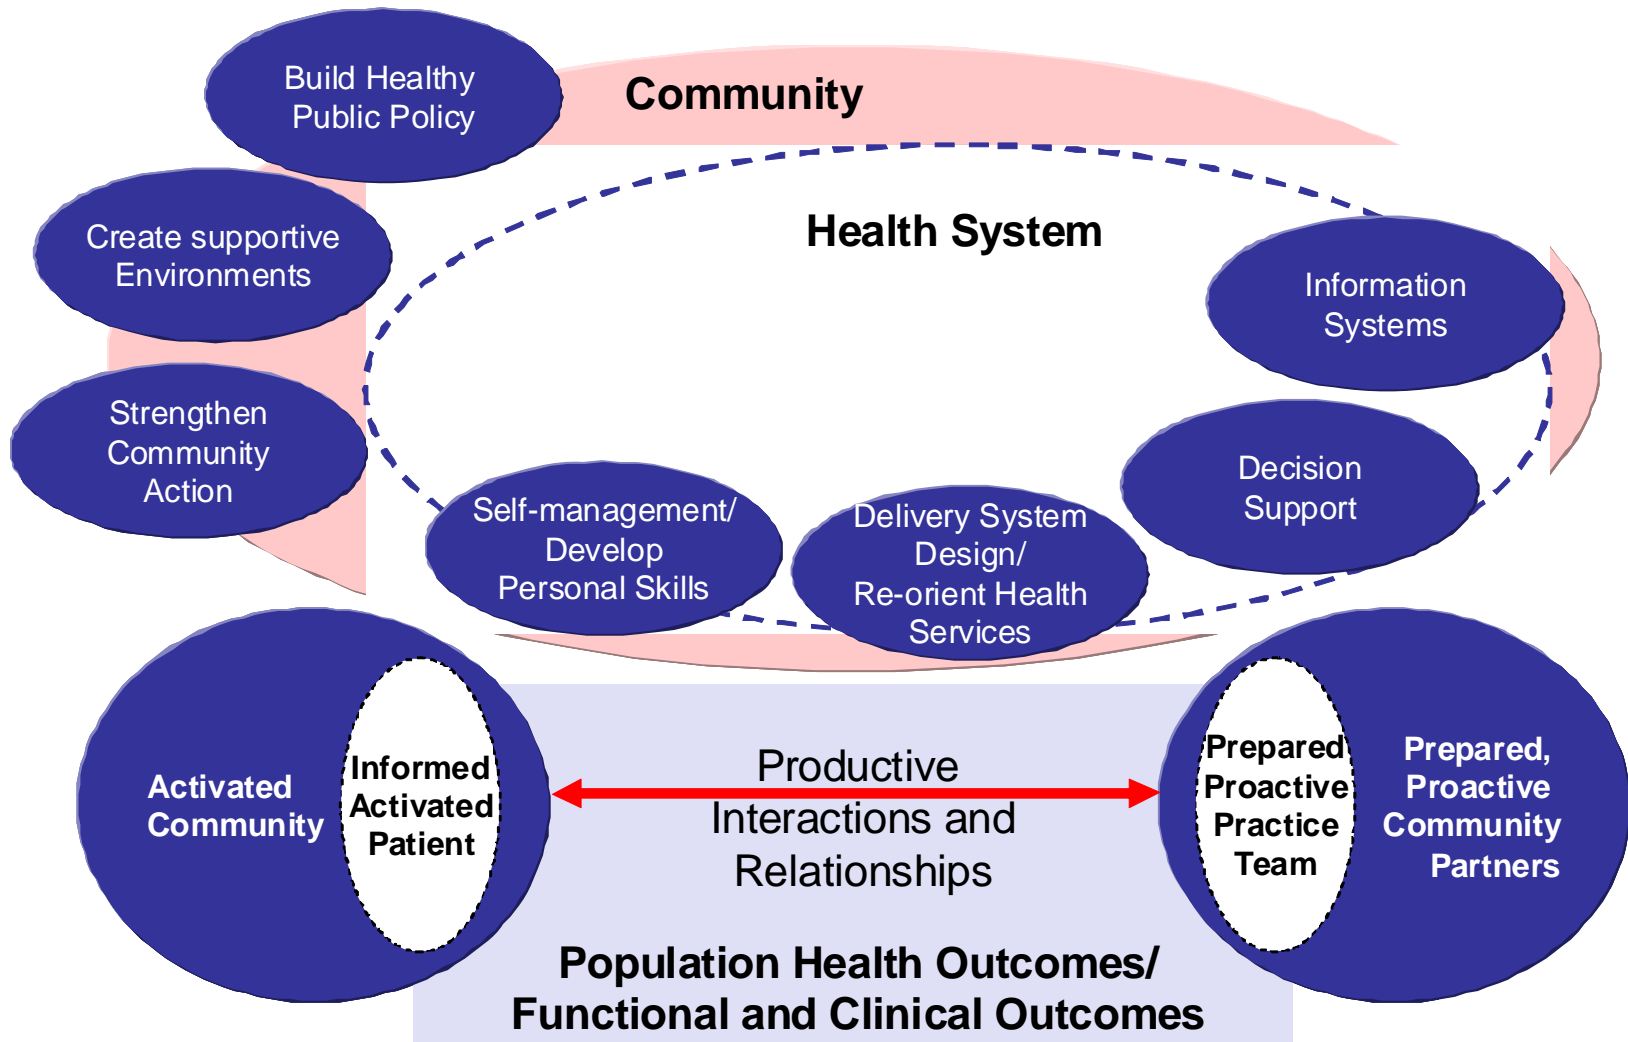 Build Healthy
Public Policy
Community
Create supportive
Environments
Health System
Information
Systems
Strengthen
Community
Action
Decision
Support
Self-management/
Develop
Personal Skills
Delivery System
Design/
Re-orient Health
Services
Activated
Community
Informed
Activated
Patient
Productive
Interactions and
Relationships
Prepared
Proactive
Practice
Team
Prepared,
Proactive
Community
Partners
Population Health Outcomes/
Functional and Clinical Outcomes